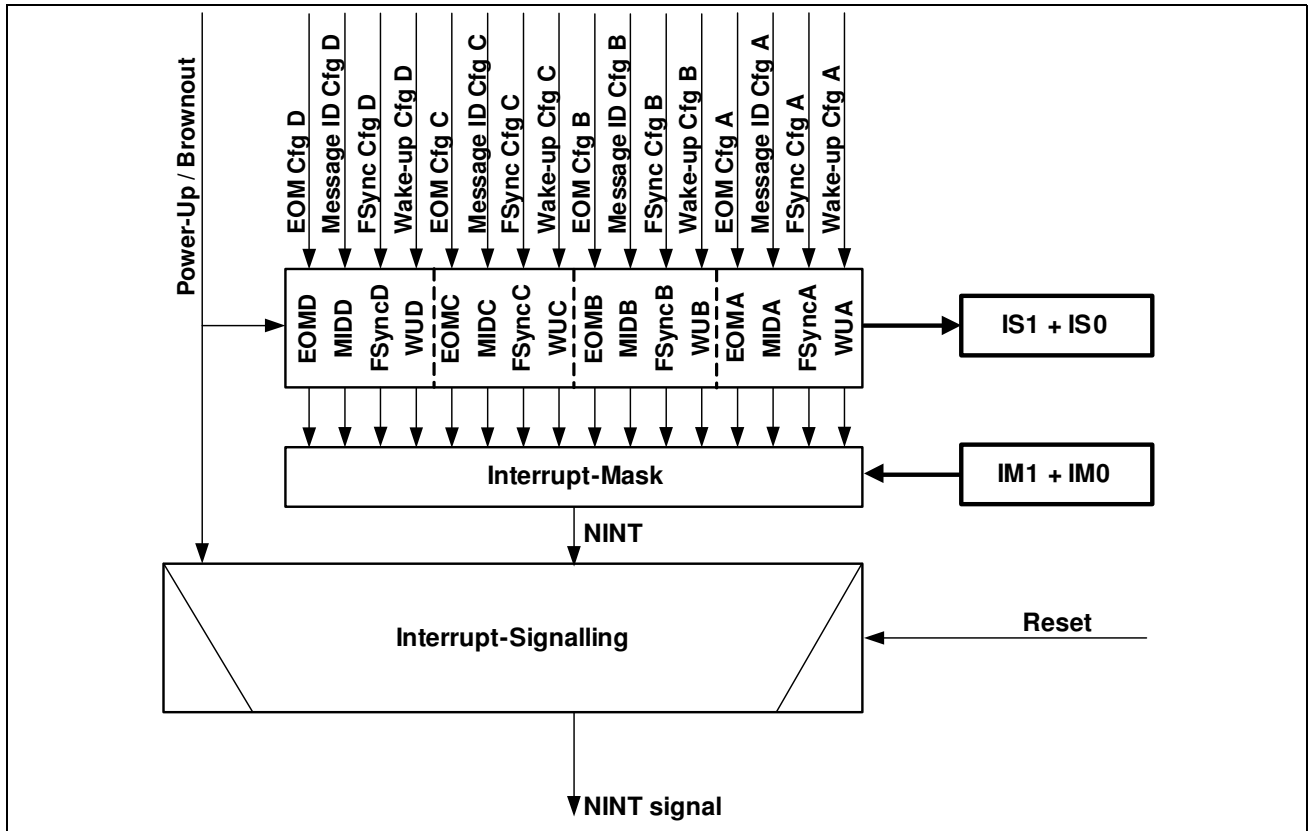 Power-Up / Brownout
EOM Cfg D
Message ID Cfg D
FSync Cfg D
Wake-up Cfg D
EOM Cfg C
Message ID Cfg C
FSync Cfg C
Wake-up Cfg C
EOM Cfg B
Message ID Cfg B
FSync Cfg B
Wake-up Cfg B
EOM Cfg A
Message ID Cfg A
FSync Cfg A
Wake-up Cfg A
EOMD
MIDD
FSyncD
WUD
EOMC
MIDC
FSyncC
WUC
EOMB
MIDB
FSyncB
WUB
EOMA
MIDA
FSyncA
WUA
IS1 + IS0
Interrupt-Mask
IM1 + IM0
NINT
Interrupt-Signalling
Reset
NINT signal